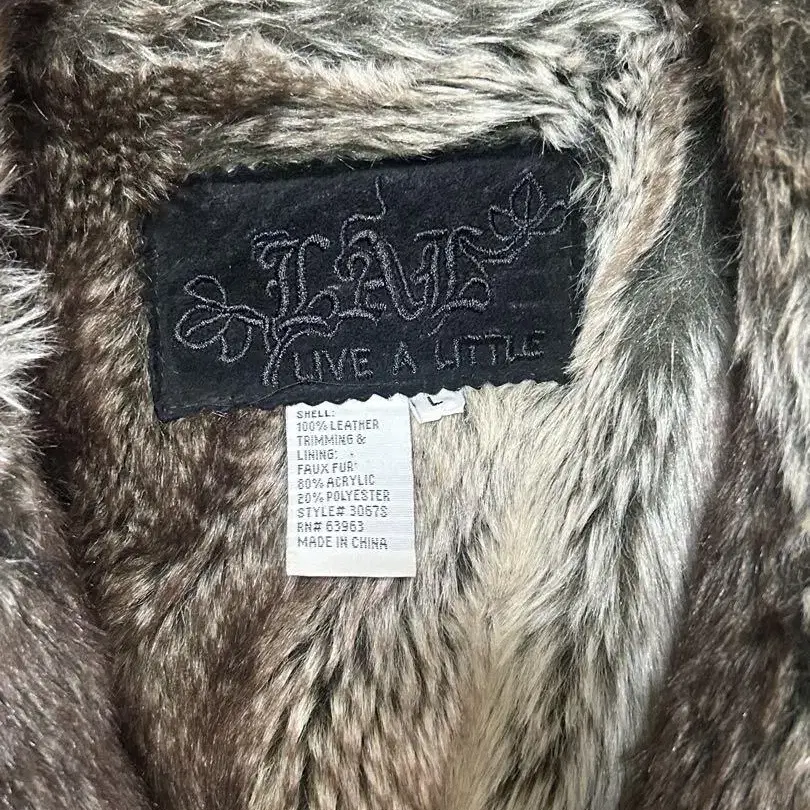 LAL
LIVE A LITTLE
L
SHELL:
100% LEATHER
TRIMMING &
LINING:
FAUX FUR
80% ACRYLIC
20% POLYESTER
STYLE# 3067S
RN# 63963
MADE IN CHINA